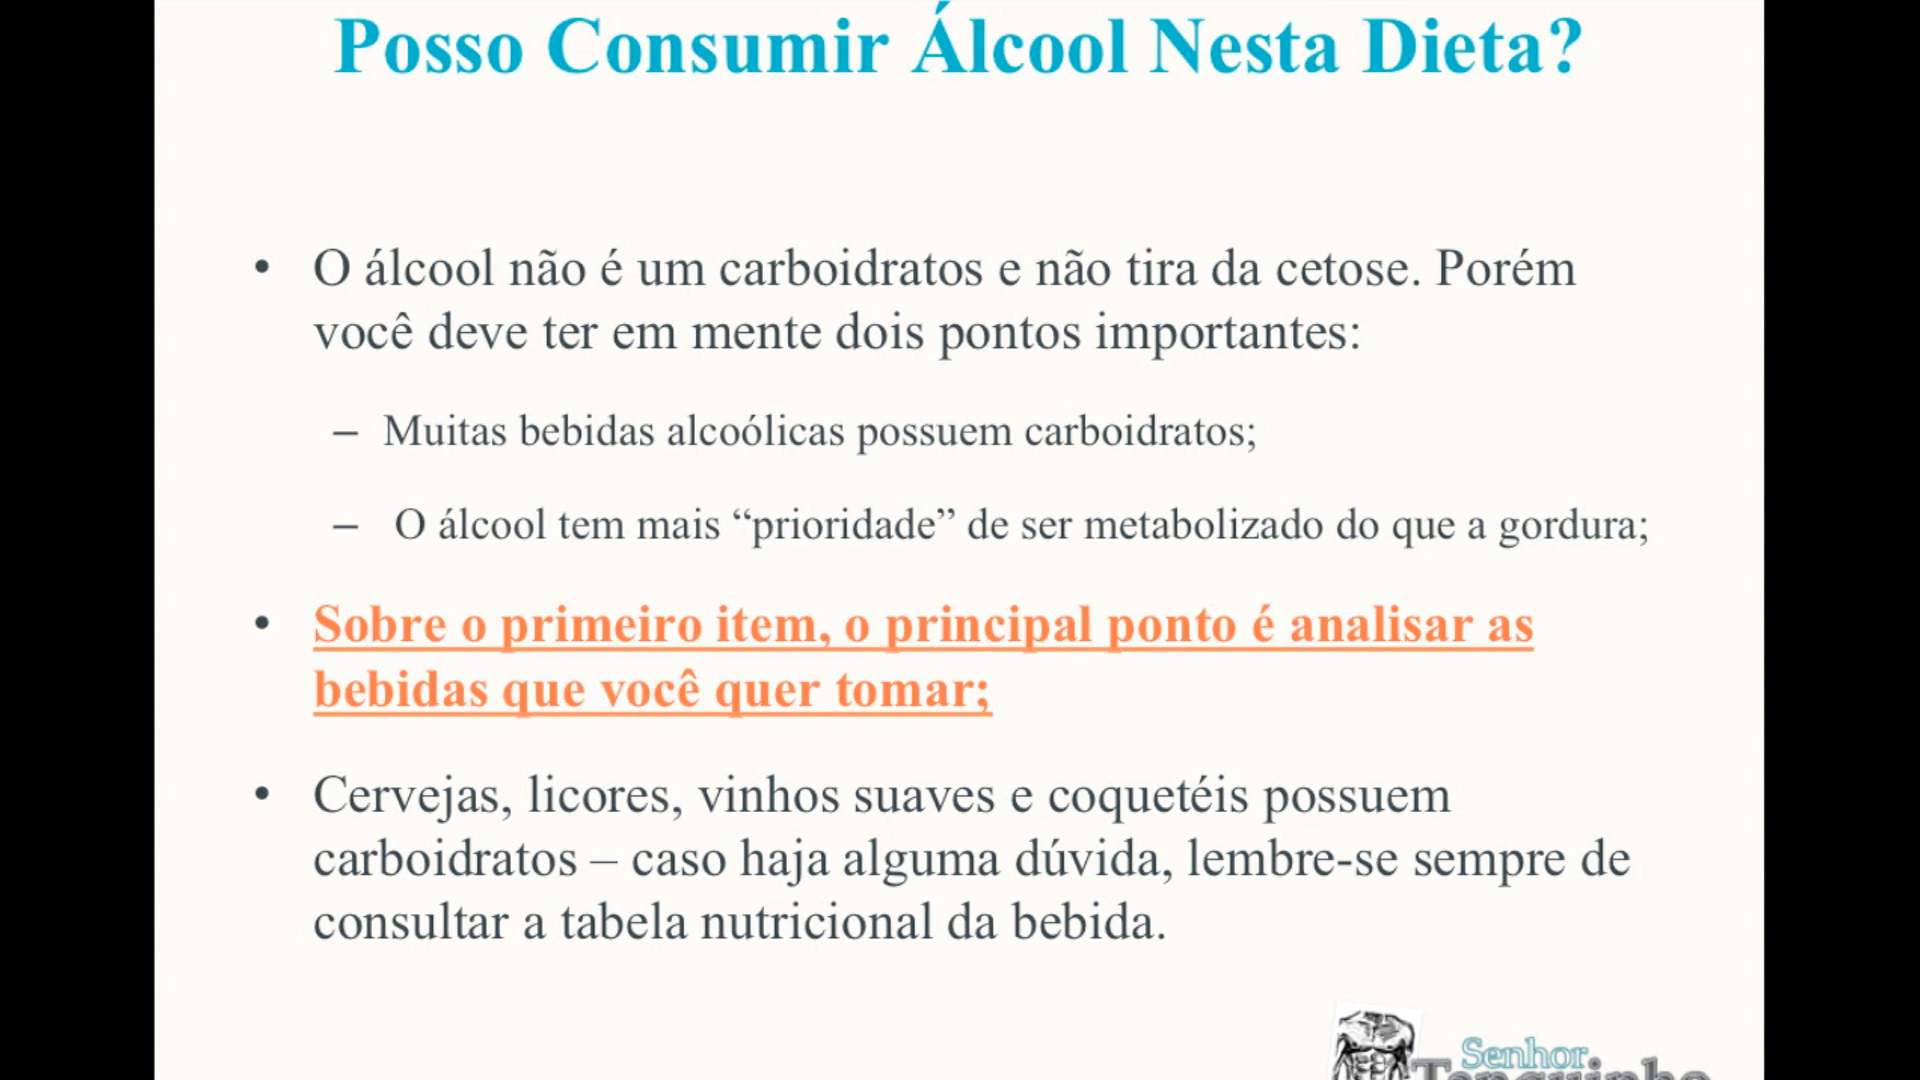 Posso Consumir Álcool Nesta Dieta?
• O álcool não é um carboidratos e não tira da cetose. Porém
você deve ter em mente dois pontos importantes:
– Muitas bebidas alcoólicas possuem carboidratos;
– O álcool tem mais “prioridade” de ser metabolizado do que a gordura;
• Sobre o primeiro item, o principal ponto é analisar as
bebidas que você quer tomar;
• Cervejas, licores, vinhos suaves e coquetéis possuem
carboidratos – caso haja alguma dúvida, lembre-se sempre de
consultar a tabela nutricional da bebida.
Senhor
Tanquinho